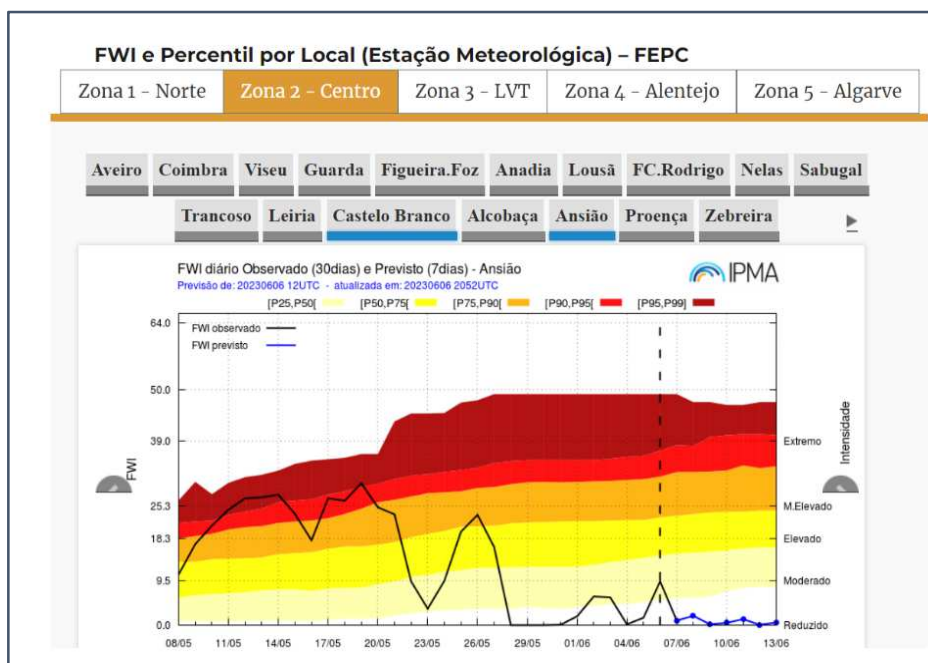 FWI e Percentil por Local (Estação Meteorológica) – FEPC
Zona 1 - Norte Zona 2 - Centro Zona 3 - LVT Zona 4 - Alentejo Zona 5 - Algarve
Aveiro Coimbra Viseu Guarda Figueira.Foz Anadia Lousã FC.Rodrigo Nelas Sabugal
Trancoso Leiria Castelo Branco Alcobaça Ansião Proença Zebreira
FWI diário Observado (30dias) e Previsto (7dias) - Ansião
IPMA
Previsão de: 20230606 12UTC - atualizada em: 20230606 2052UTC
[P25,P50[ [P50,P75[ [P75,P90[ [P90,P95[ [P95,P99[
64.0
FWI observado
FWI previsto
50.0
39.0 Extremo
25.3 M.Elevado
18.3 Elevado
9.5 Moderado
0.0 Reduzido
FWI
Intensidade
08/05 11/05 14/05 17/05 20/05 23/05 26/05 29/05 01/06 04/06 07/06 10/06 13/06